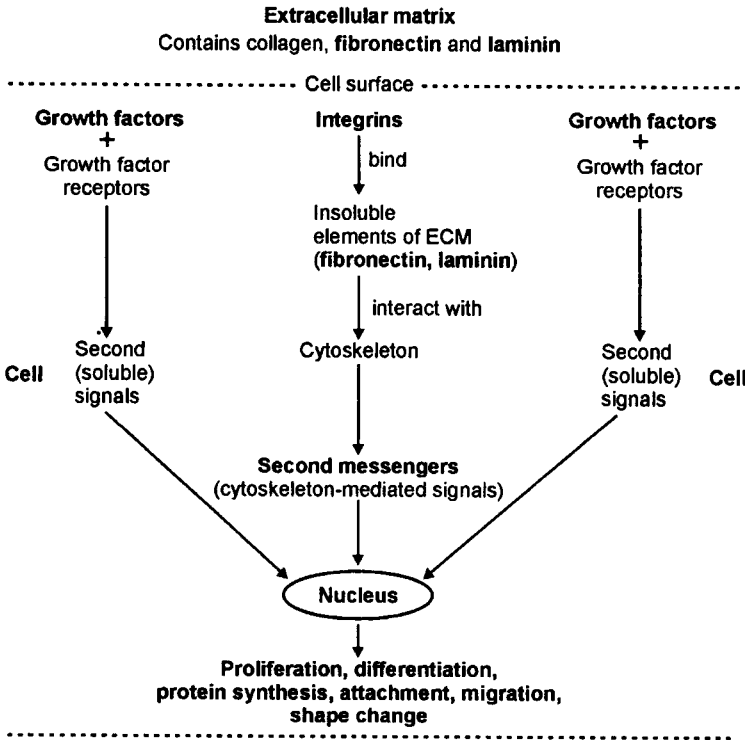 Extracellular matrix
Contains collagen, fibronectin and laminin
Cell surface
Growth factors
+
Growth factor
receptors
Second
(soluble)
signals
Cell
Integrins
bind
Insoluble
elements of ECM
(fibronectin, laminin)
interact with
Cytoskeleton
Second messengers
(cytoskeleton-mediated signals)
Growth factors
+
Growth factor
receptors
Second
(soluble)
signals
Cell
Nucleus
Proliferation, differentiation,
protein synthesis, attachment, migration,
shape change